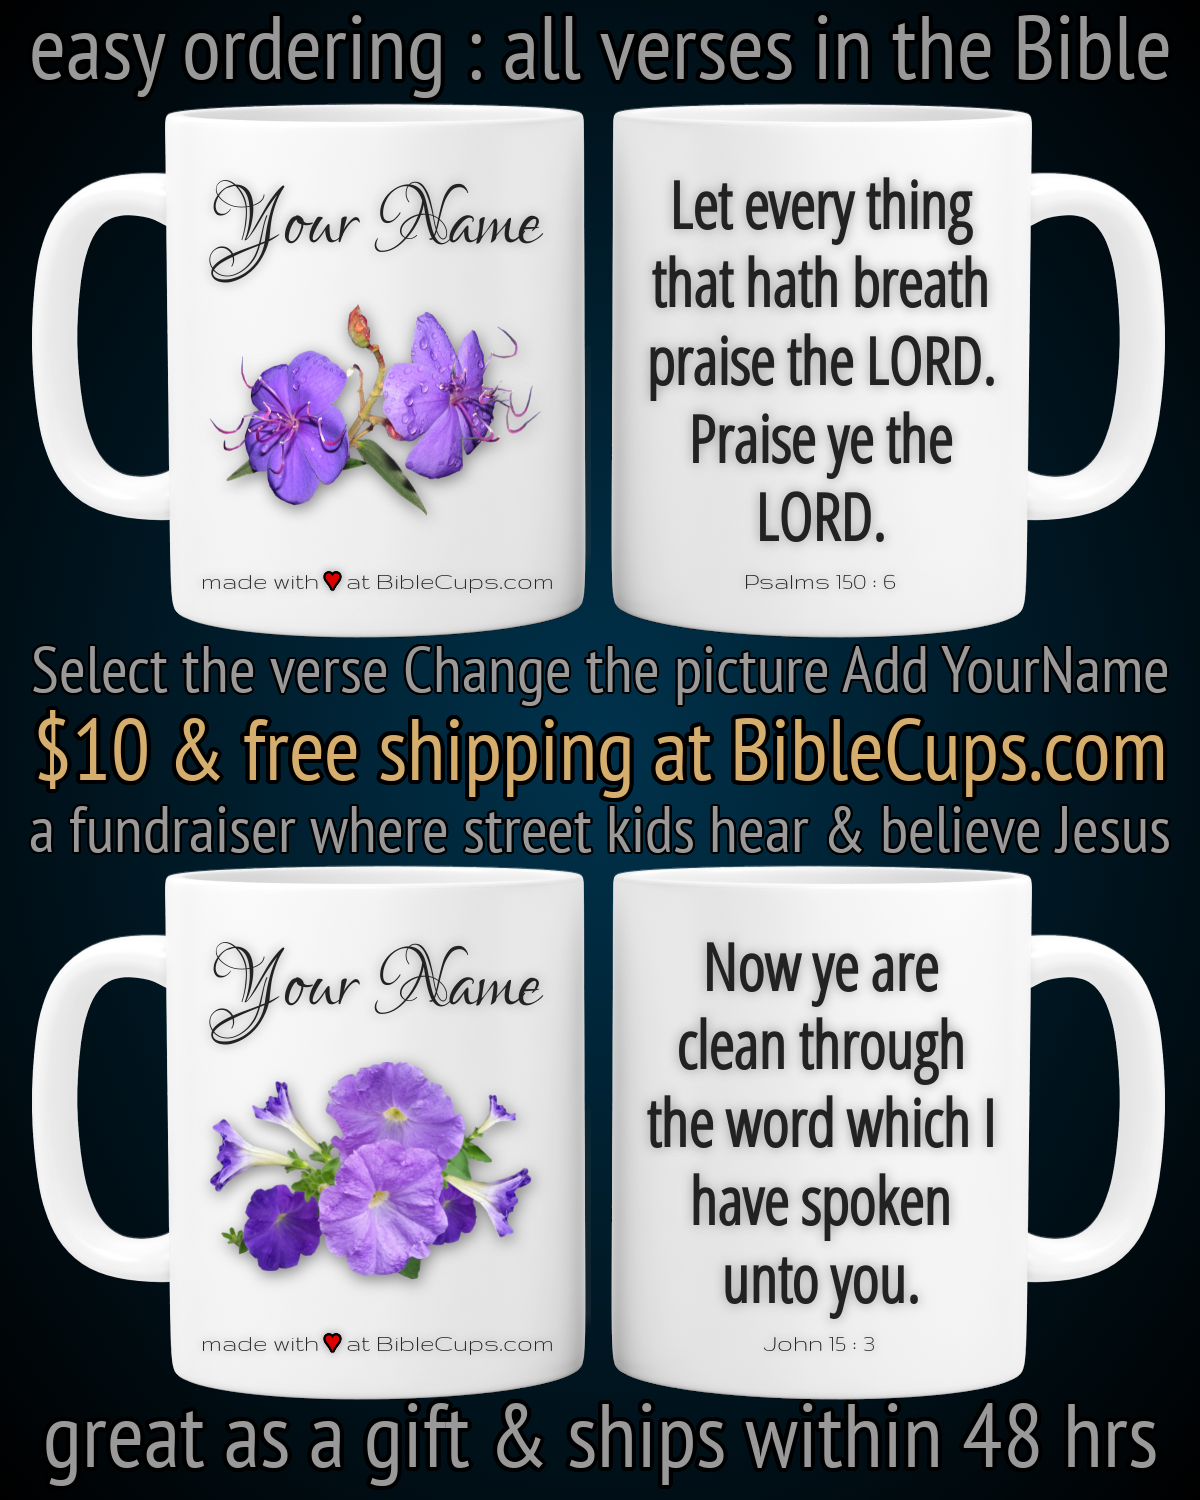 easy ordering : all verses in the Bible
Your Name
made with ♥ at BibleCups.com
Let every thing
that hath breath
praise the LORD.
Praise ye the
LORD.
Psalms 150 : 6
Select the verse Change the picture Add YourName
$10 & free shipping at BibleCups.com
a fundraiser where street kids hear & believe Jesus
Your Name
made with ♥ at BibleCups.com
Now ye are
clean through
the word which I
have spoken
unto you.
John 15 : 3
great as a gift & ships within 48 hrs